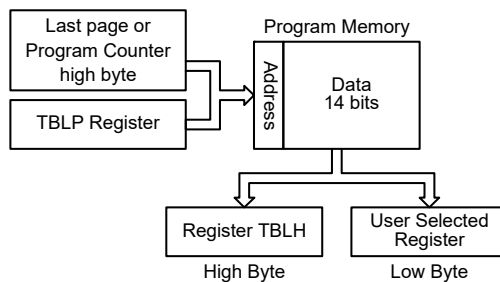 Last page or
Program Counter
high byte
TBLP Register
Program Memory
Address
Data
14 bits
Register TBLH
High Byte
User Selected
Register
Low Byte